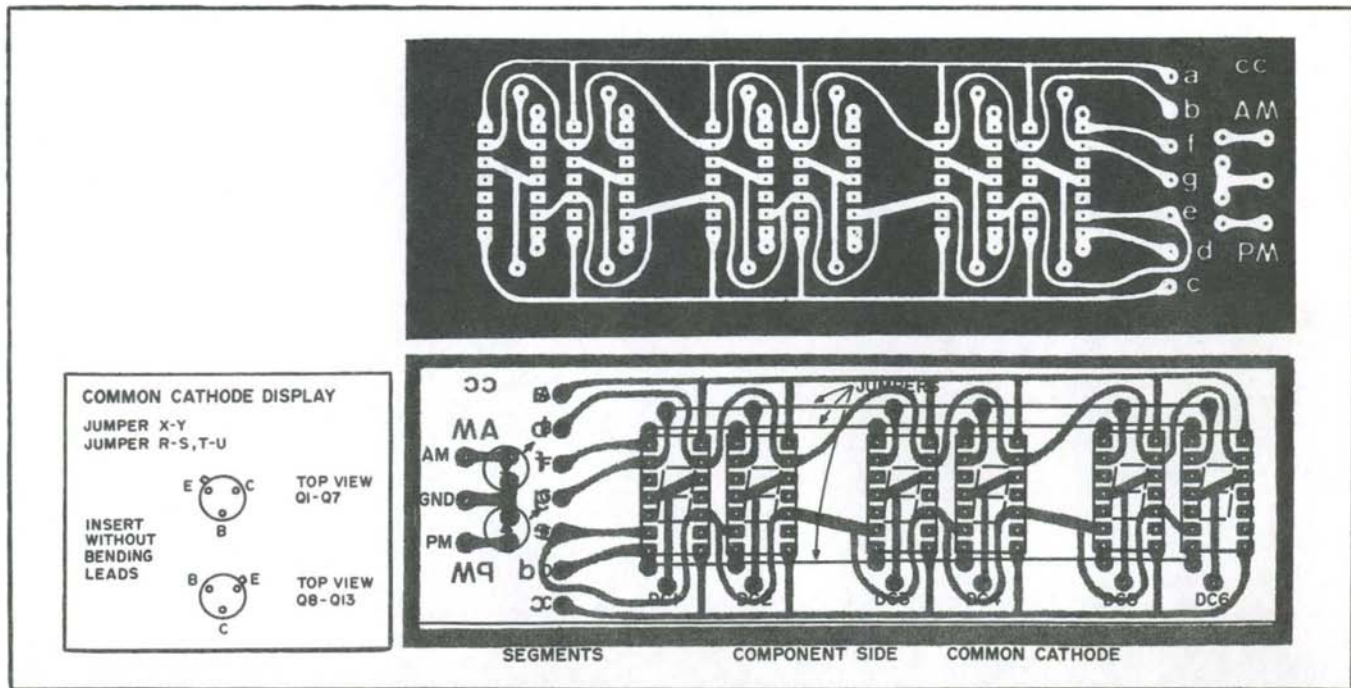 a
cc
b
AM
f
g
e
d
PM
c
COMMON CATHODE DISPLAY
JUMPER X-Y
JUMPER R-S, T-U
E
C
B
TOP VIEW
Q1-Q7
INSERT
WITHOUT
BENDING
LEADS
B
E
C
TOP VIEW
Q8-Q13
cc
AM
PM
JUMPERS
AM
GND
PM
DC1
DC2
DC3
DC4
DC5
DC6
SEGMENTS
COMPONENT SIDE
COMMON CATHODE